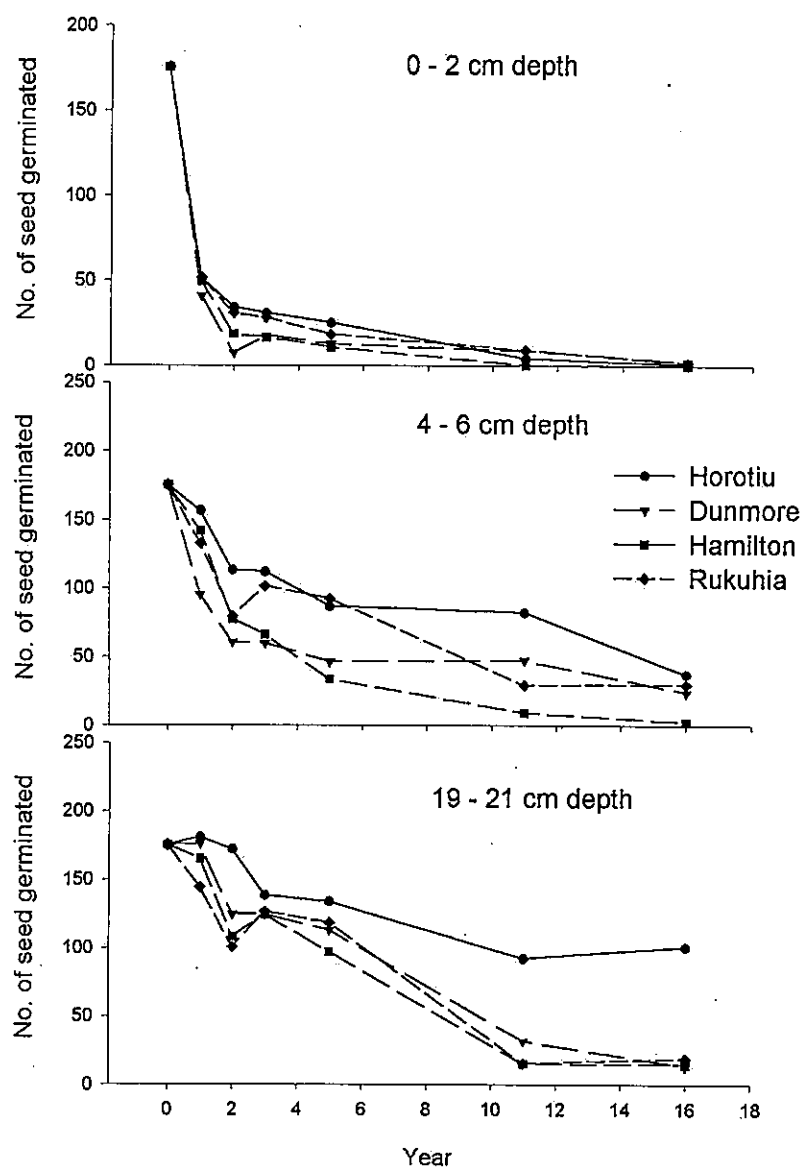 200
150
100
50
0
No. of seed germinated
0 - 2 cm depth
250
200
150
100
50
0
No. of seed germinated
4 - 6 cm depth
Horotiu
Dunmore
Hamilton
Rukuhia
250
200
150
100
50
0
No. of seed germinated
19 - 21 cm depth
0 2 4 6 8 10 12 14 16 18
Year